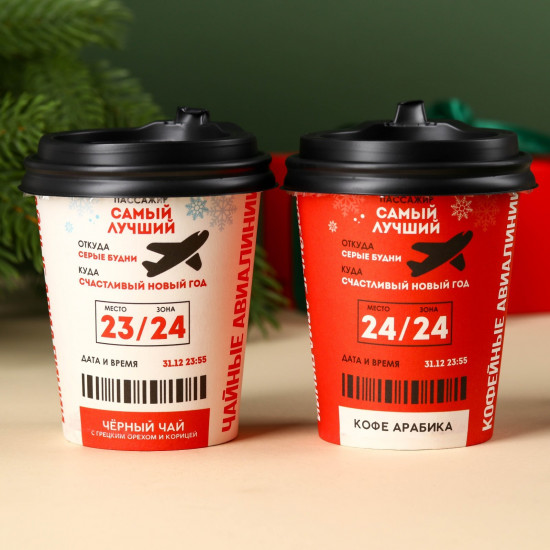 ПАССАЖИР
САМЫЙ
ЛУЧШИЙ
ОТКУДА
СЕРЫЕ БУДНИ
КУДА
СЧАСТЛИВЫЙ НОВЫЙ ГОД
МЕСТО ЗОНА
23/24
ДАТА И ВРЕМЯ 31.12 23:55
ЧЁРНЫЙ ЧАЙ
С ГРЕЦКИМ ОРЕХОМ И КОРИЦЕЙ
ЧАЙНЫЕ АВИАЛИНИИ
ПАССАЖИР
САМЫЙ
ЛУЧШИЙ
ОТКУДА
СЕРЫЕ БУДНИ
КУДА
СЧАСТЛИВЫЙ НОВЫЙ ГОД
МЕСТО ЗОНА
24/24
ДАТА И ВРЕМЯ 31.12 23:55
КОФЕ АРАБИКА
КОФЕЙНЫЕ АВИАЛИНИИ